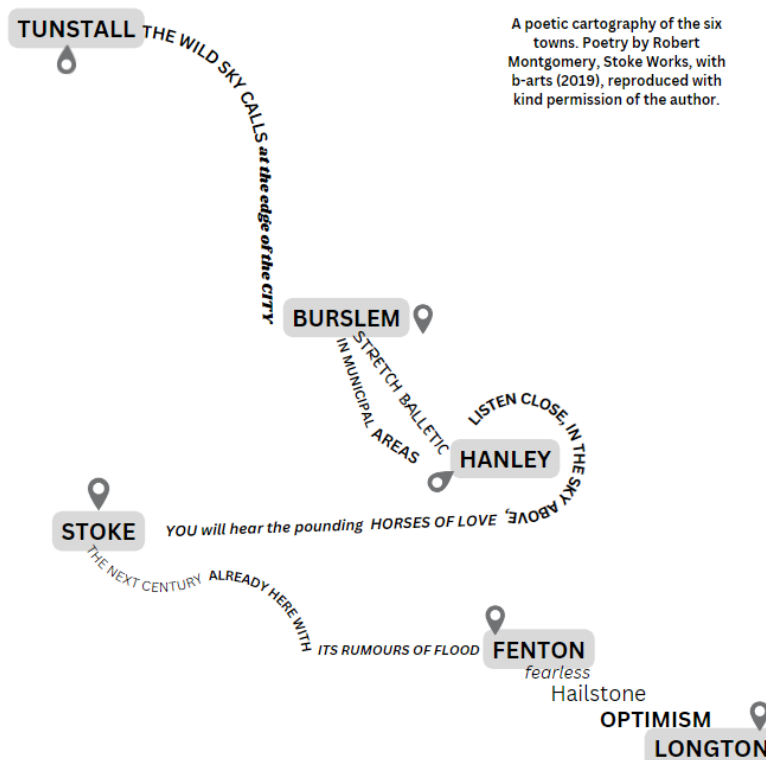 TUNSTALL
THE WILD SKY CALLS at the edge of the CITY
A poetic cartography of the six
towns. Poetry by Robert
Montgomery, Stoke Works, with
b-arts (2019), reproduced with
kind permission of the author.
BURSLEM
STRETCH BALLETIC
IN MUNICIPAL AREAS
HANLEY
LISTEN CLOSE, IN THE SKY ABOVE,
YOU will hear the pounding HORSES OF LOVE
STOKE
THE NEXT CENTURY ALREADY HERE WITH
ITS RUMOURS OF FLOOD
FENTON
fearless
Hailstone
OPTIMISM
LONGTON